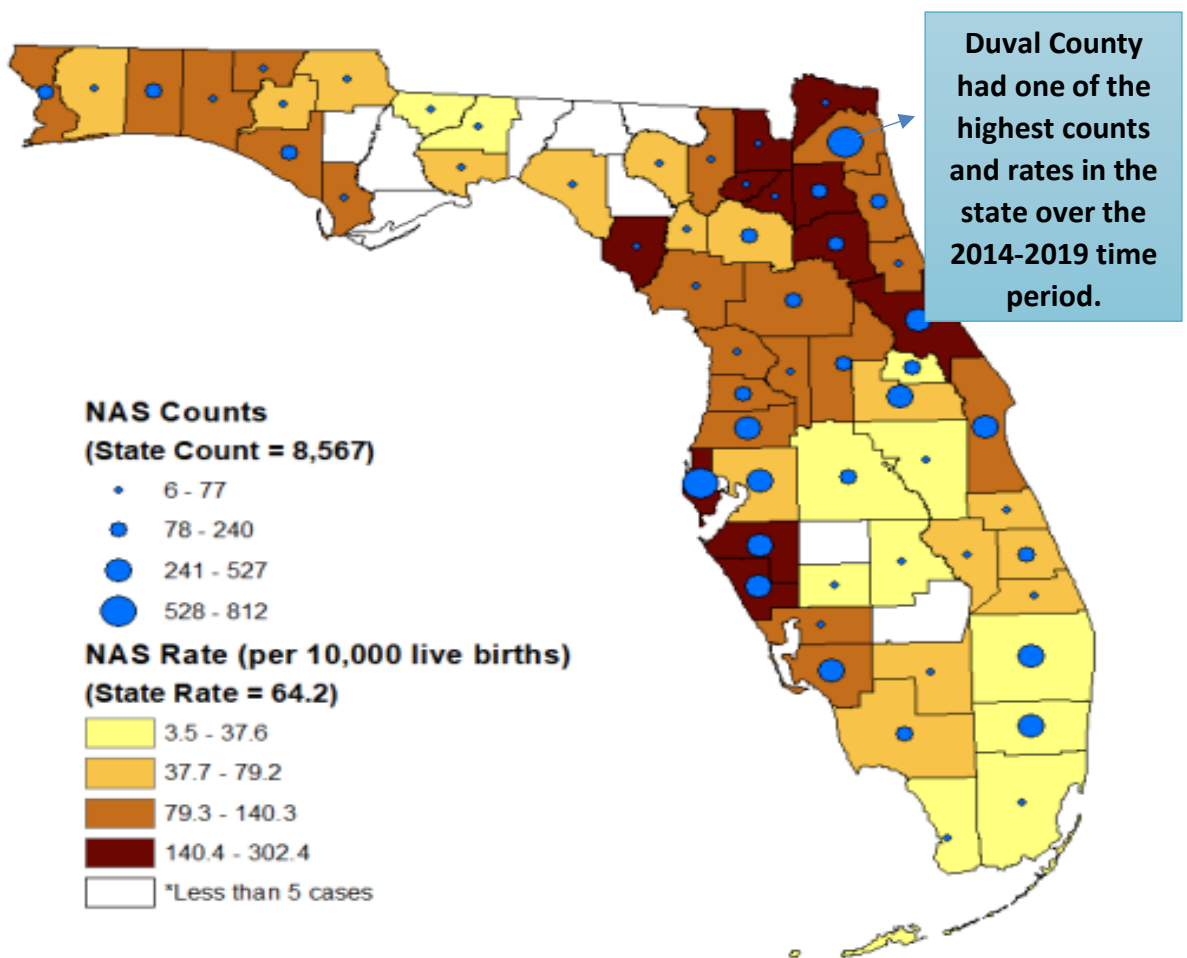 Duval County
had one of the
highest counts
and rates in the
state over the
2014-2019 time
period.
NAS Counts
(State Count = 8,567)
6 - 77
78 - 240
241 - 527
528 - 812
NAS Rate (per 10,000 live births)
(State Rate = 64.2)
3.5 - 37.6
37.7 - 79.2
79.3 - 140.3
140.4 - 302.4
*Less than 5 cases